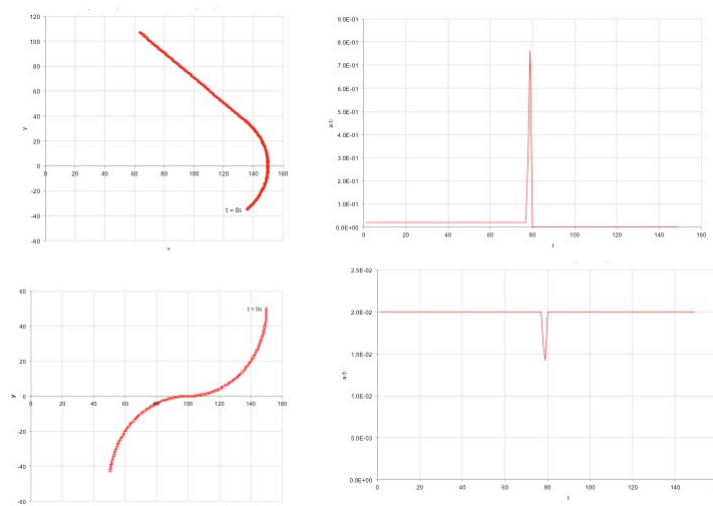 120
100
80
60
40
20
0
-20
-40
-60
0 20 40 60 80 100 120 140 160
t = 0s
y
x
9.0E-01
8.0E-01
7.0E-01
6.0E-01
5.0E-01
4.0E-01
3.0E-01
2.0E-01
1.0E-01
0.0E+00
0 20 40 60 80 100 120 140 160
a(t)
t
60
40
20
0
-20
-40
-60
0 20 40 60 80 100 120 140 160
t = 0s
y
2.5E-02
2.0E-02
1.5E-02
1.0E-02
5.0E-03
0.0E+00
0 20 40 60 80 100 120 140
a(t)
t